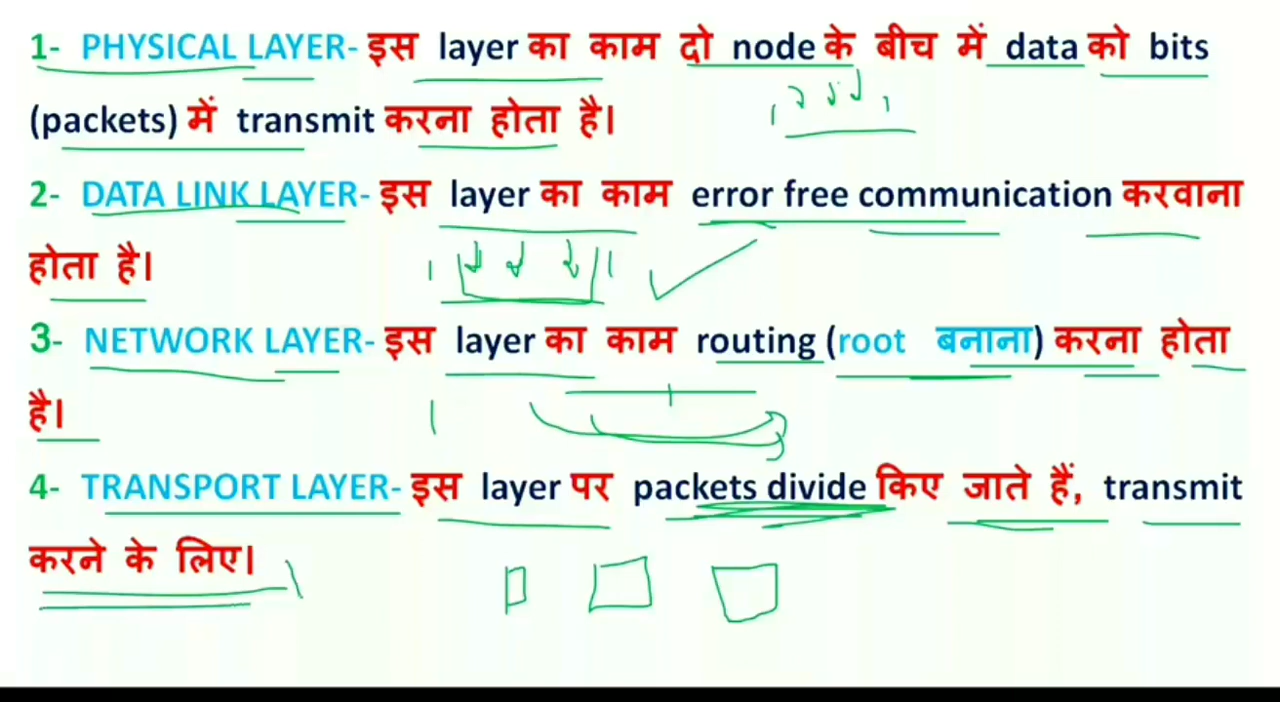 1- PHYSICAL LAYER- इस layer का काम दो node के बीच में data को bits
(packets) में transmit करना होता है।
2- DATA LINK LAYER- इस layer का काम error free communication करवाना
होता है।
3- NETWORK LAYER- इस layer का काम routing (root बनाना) करना होता
है।
4- TRANSPORT LAYER- इस layer पर packets divide किए जाते हैं, transmit
करने के लिए।